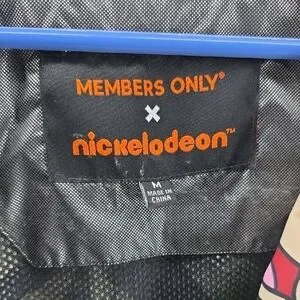 MEMBERS ONLY®
X
nickelodeon™
M
MADE IN
CHINA